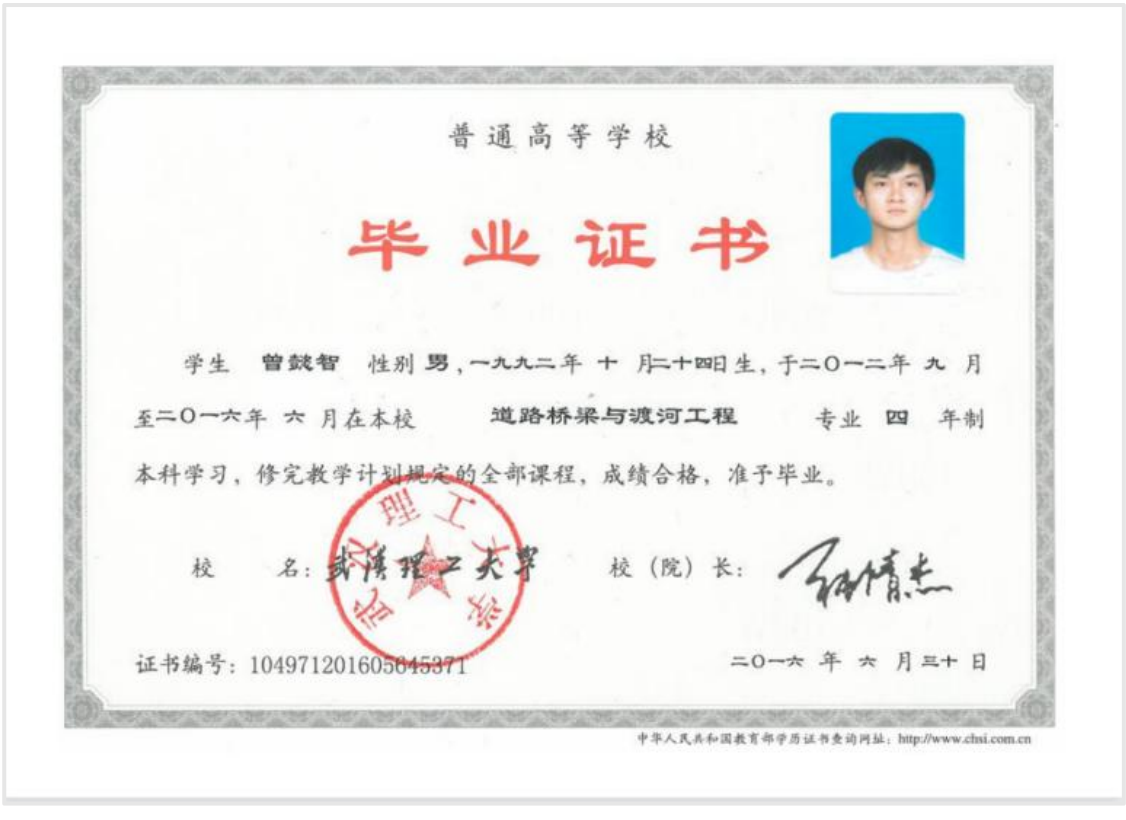 普通高等学校
毕业证书
学生 曾懿智 性别 男，一九九二年 十 月二十四日生，于二〇一二年 九 月
至二〇一六年 六 月在本校 道路桥梁与渡河工程 专业 四 年制
本科学习，修完教学计划规定的全部课程，成绩合格，准予毕业。
校 名：武漢理工大学 校（院）长：
武汉理工大学
证书编号：104971201605645371 二〇一六 年 六 月三十 日
中华人民共和国教育部学历证书查询网址：http://www.chsi.com.cn